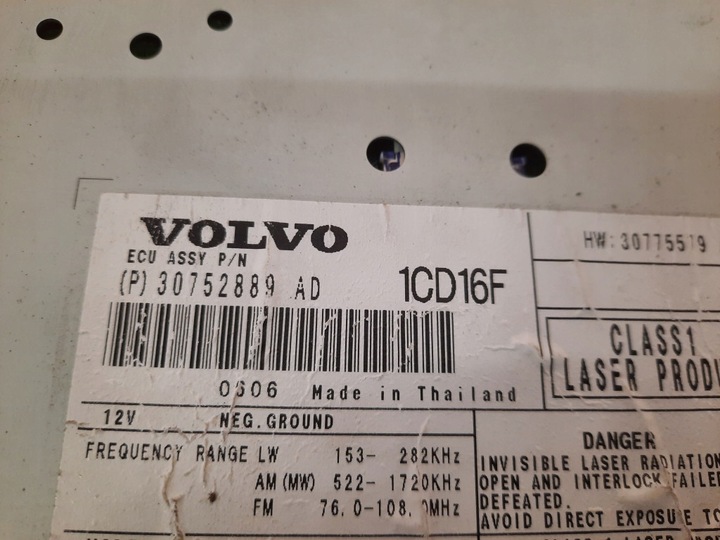 VOLVO
ECU ASSY P/N
(P) 30752889 AD 1CD16F
HW: 30775519
CLASS1
LASER PRODU
0606 Made in Thailand
12V NEG. GROUND
FREQUENCY RANGE LW 153- 282KHz
AM (MW) 522- 1720KHz
FM 76.0-108.0MHz
DANGER
INVISIBLE LASER RADIATION
OPEN AND INTERLOCK FAILE
DEFEATED.
AVOID DIRECT EXPOSURE TO